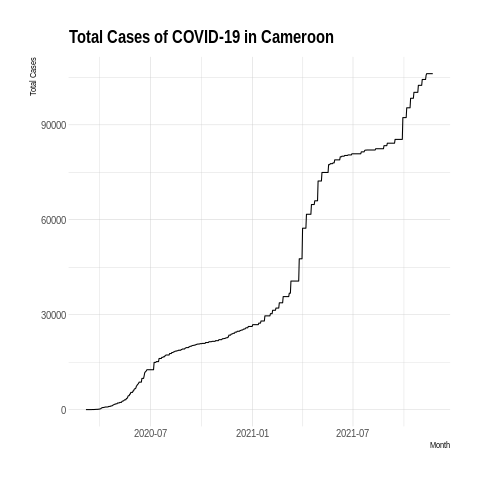 Total Cases of COVID-19 in Cameroon
Total Cases
90000
60000
30000
0
2020-07 2021-01 2021-07
Month